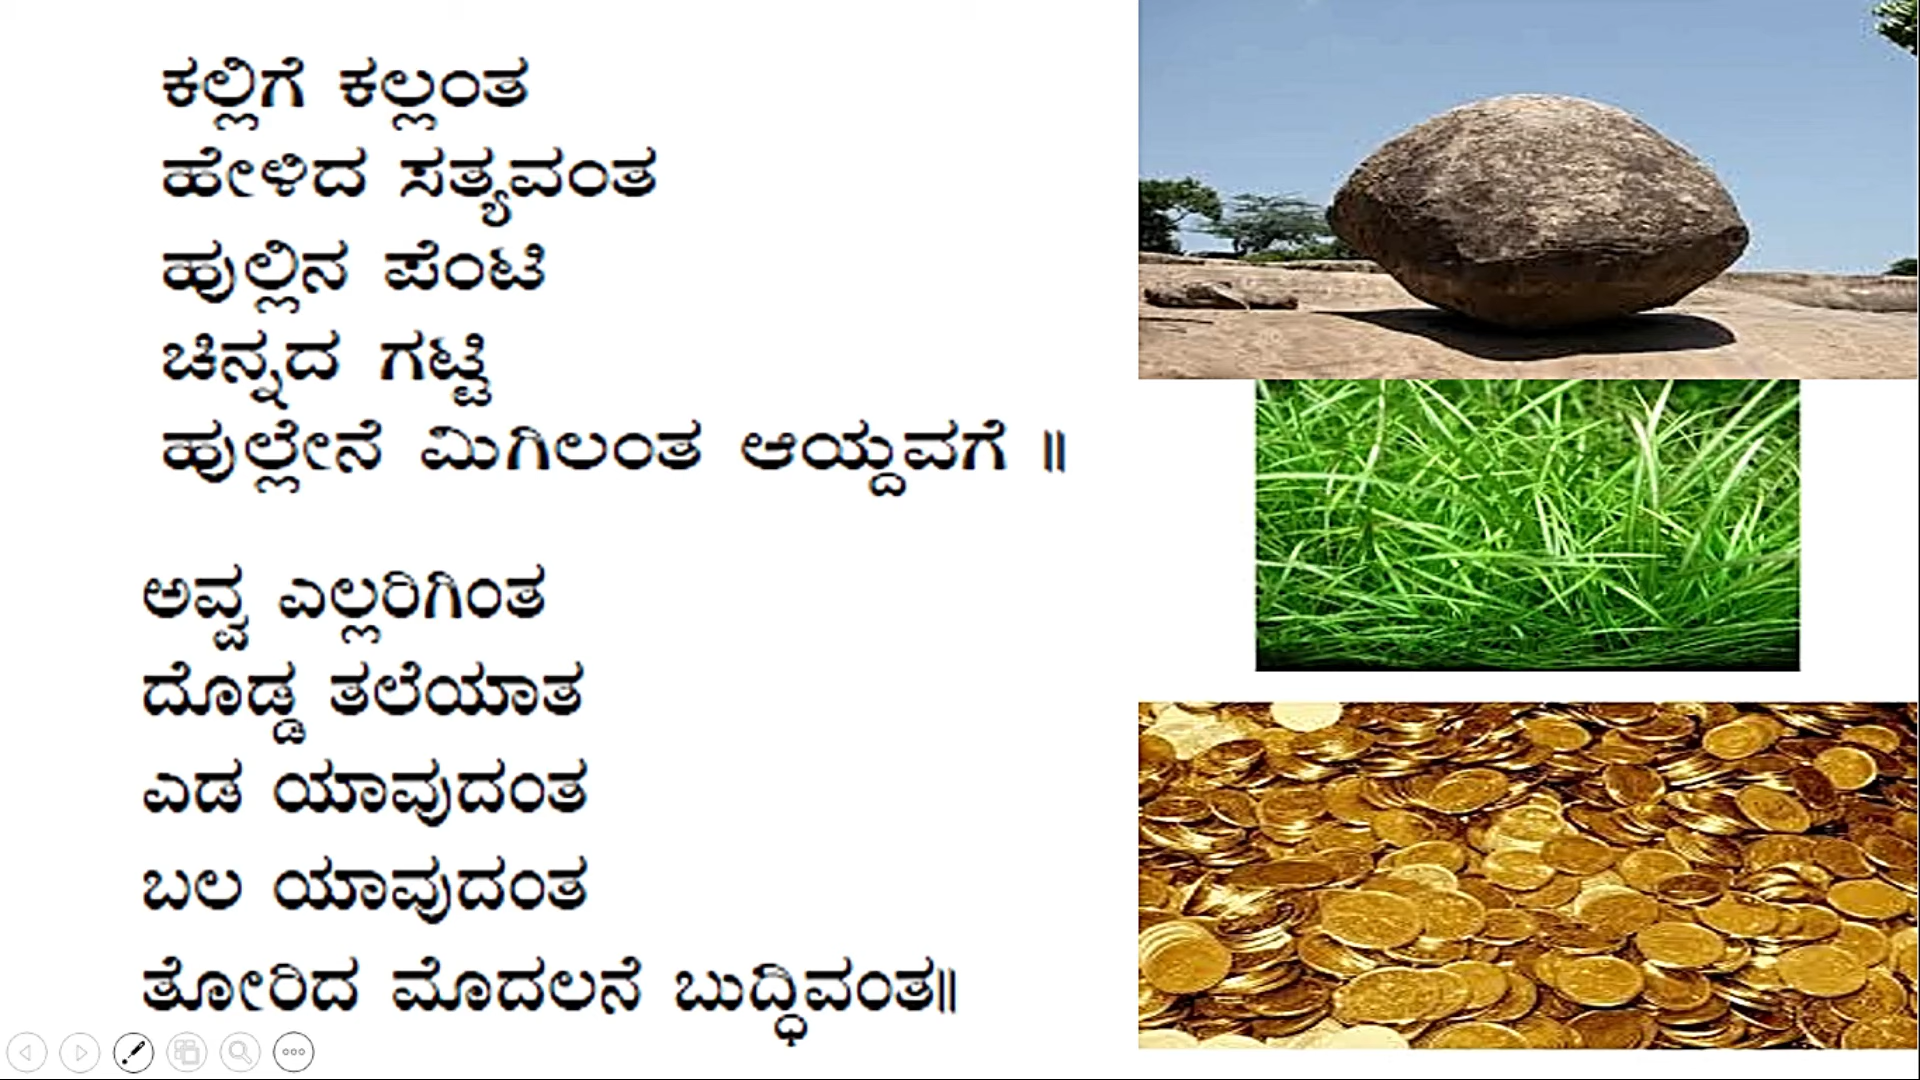 ಕಲ್ಲಿಗೆ ಕಲ್ಲಂತ
ಹೇಳಿದ ಸತ್ಯವಂತ
ಹುಲ್ಲಿನ ಪೆಂಟಿ
ಚಿನ್ನದ ಗಟ್ಟಿ
ಹುಲ್ಲೇನೆ ಮಿಗಿಲಂತ ಆಯ್ದವಗೆ ॥
ಅವ್ವ ಎಲ್ಲರಿಗಿಂತ
ದೊಡ್ಡ ತಲೆಯಾತ
ಎಡ ಯಾವುದಂತ
ಬಲ ಯಾವುದಂತ
ತೋರಿದ ಮೊದಲನೆ ಬುದ್ಧಿವಂತ॥